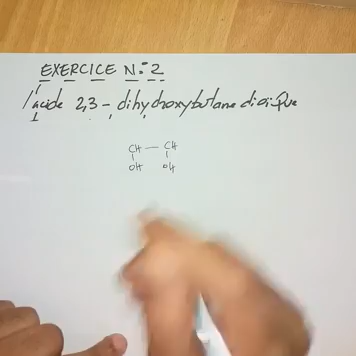 EXERCICE N:2
l'acide 2,3-dihydroxybutane dioïque
CH — CH
OH OH